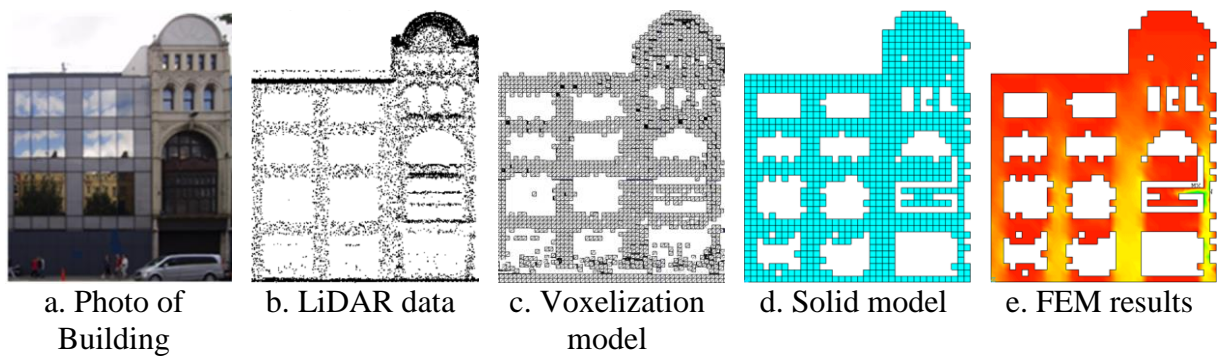 a. Photo of
Building
b. LiDAR data
c. Voxelization
model
d. Solid model
e. FEM results